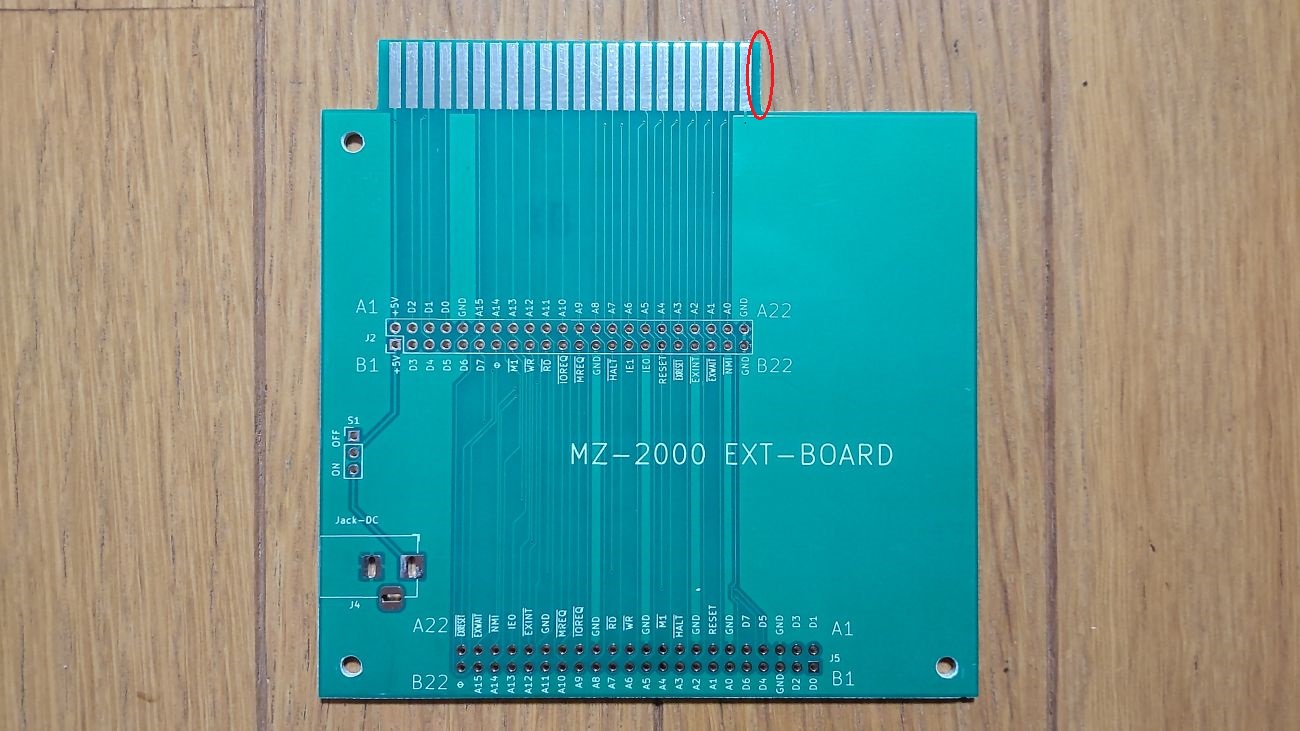 A1 +5V D2 D1 D0 GND A15 A14 A13 A12 A11 A10 A9 A8 A7 A6 A5 A4 A3 A2 A1 A0 GND A22
J2
B1 +5V D3 D4 D5 D6 D7 Φ M1 WR RD IOREQ MREQ GND HALT IE1 IE0 RESET EXRESET EXINT EXWAIT NMI GND B22
S1
OFF
ON
MZ-2000 EXT-BOARD
Jack-DC
J4
A22 EXRESET EXWAIT NMI IE0 EXINT GND MREQ IOREQ GND RD WR GND M1 HALT GND RESET GND D7 D5 GND D3 D1 A1
J5
B22 Φ A15 A14 A13 A12 A11 A10 A9 A8 A7 A6 A5 A4 A3 A2 A1 A0 D6 D4 GND D2 D0 B1